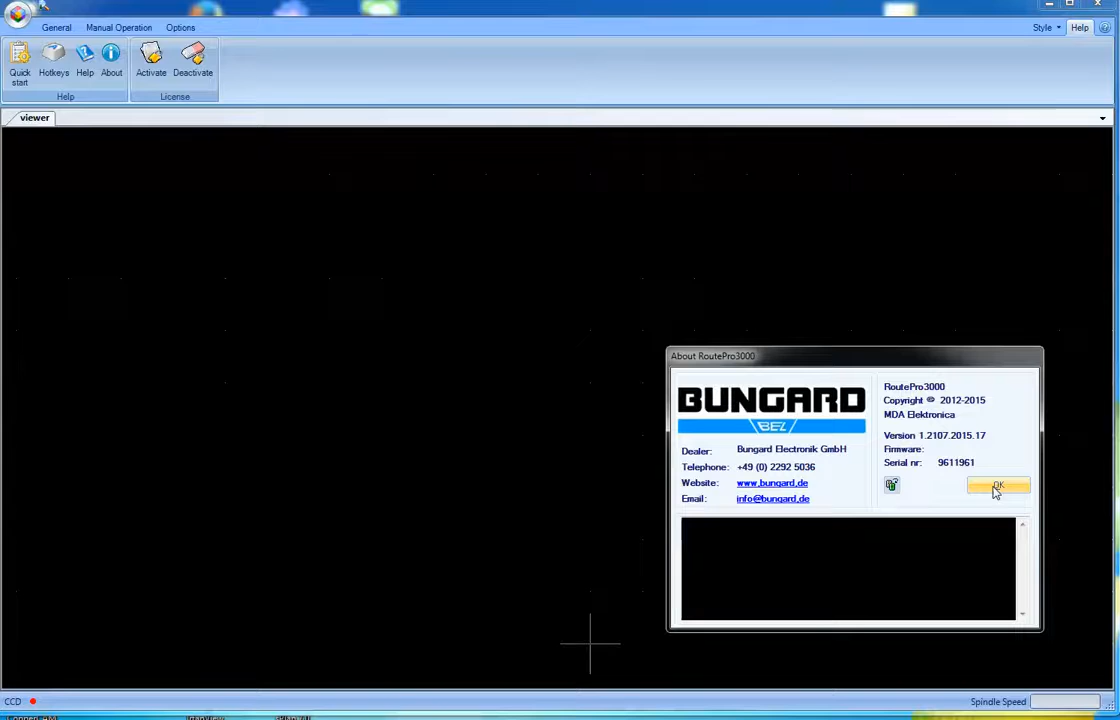 General Manual Operation Options Style Help
Quick start Hotkeys Help About Activate Deactivate
Help License
viewer
About RoutePro3000
BUNGARD
BEZ
Dealer: Bungard Electronik GmbH
Telephone: +49 (0) 2292 5036
Website: www.bungard.de
Email: info@bungard.de
RoutePro3000
Copyright © 2012-2015
MDA Elektronica
Version 1.2107.2015.17
Firmware:
Serial nr: 9611961
OK
CCD Spindle Speed